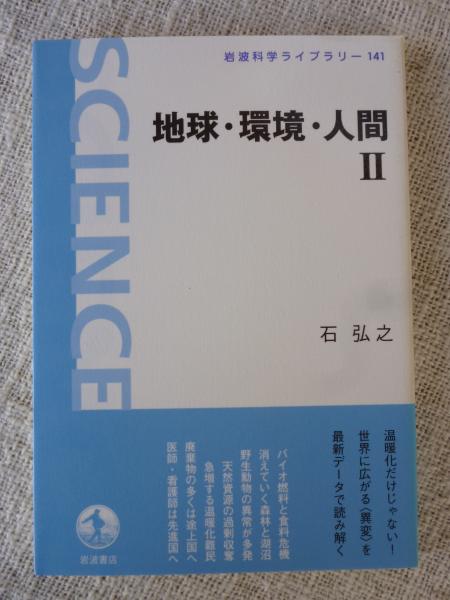 SCIENCE
岩波科学ライブラリー 141
地球・環境・人間
II
石 弘之
温暖化だけじゃない！
世界に広がる〈異変〉を
最新データで読み解く
バイオ燃料と食料危機
消えていく森林と湖沼
野生動物の異常が多発
天然資源の過剰収奪
急増する温暖化難民
廃棄物の多くは途上国へ
医師・看護師は先進国へ
岩波書店